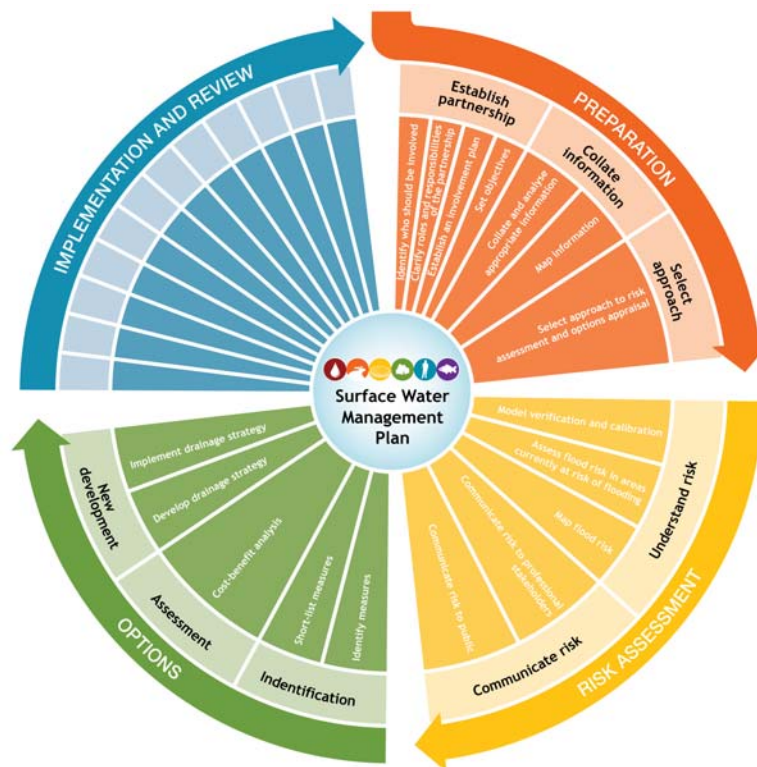 Surface Water
Management
Plan
PREPARATION
Establish
partnership
Identify who should be involved
Clarify roles and responsibilities
of the partnership
Establish an involvement plan
Set objectives
Collate
information
Collate and analyse
appropriate information
Map information
Select
approach
Select approach to risk
assessment and options appraisal
RISK ASSESSMENT
Understand risk
Model verification and calibration
Assess flood risk in areas
currently at risk of flooding
Map flood risk
Communicate risk
Communicate risk to professional
stakeholders
Communicate risk to public
OPTIONS
Indentification
Identify measures
Short-list measures
Assessment
Cost-benefit analysis
New
development
Develop drainage strategy
Implement drainage strategy
IMPLEMENTATION AND REVIEW